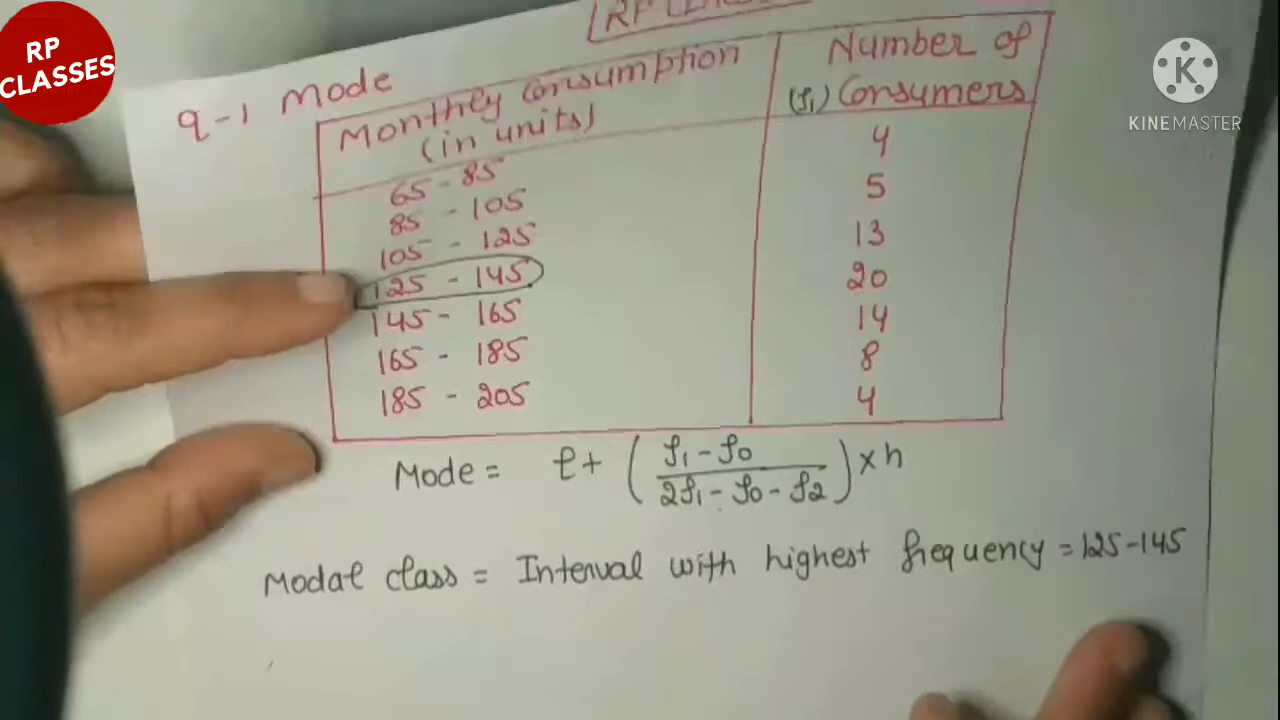 RP CLASSES
KINEMASTER
q-1 Mode
Monthly consumption (in units)
Number of (f1) Consumers
65 - 85 4
85 - 105 5
105 - 125 13
125 - 145 20
145 - 165 14
165 - 185 8
185 - 205 4
Mode = l + ( f1 - f0 / 2f1 - f0 - f2 ) × h
Modal class = Interval with highest frequency = 125-145